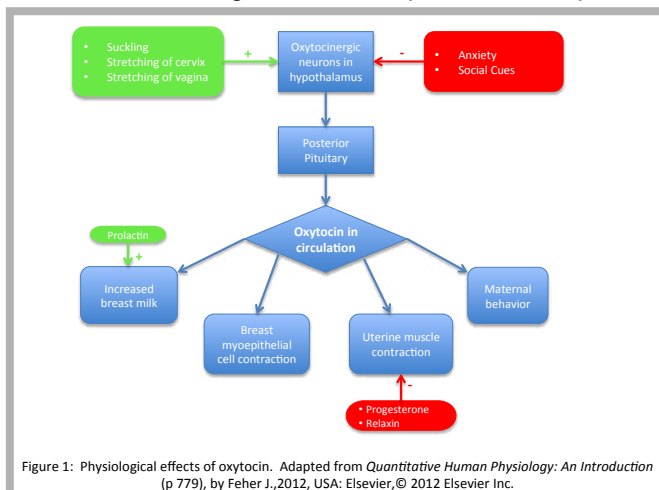 • Suckling
• Stretching of cervix
• Stretching of vagina
+
Oxytocinergic
neurons in
hypothalamus
-
• Anxiety
• Social Cues
Posterior
Pituitary
Oxytocin in
circulation
Prolactin
+
Increased
breast milk
Breast
myoepithelial
cell contraction
Uterine muscle
contraction
Maternal
behavior
-
• Progesterone
• Relaxin
Figure 1: Physiological effects of oxytocin. Adapted from Quantitative Human Physiology: An Introduction
(p 779), by Feher J.,2012, USA: Elsevier,© 2012 Elsevier Inc.